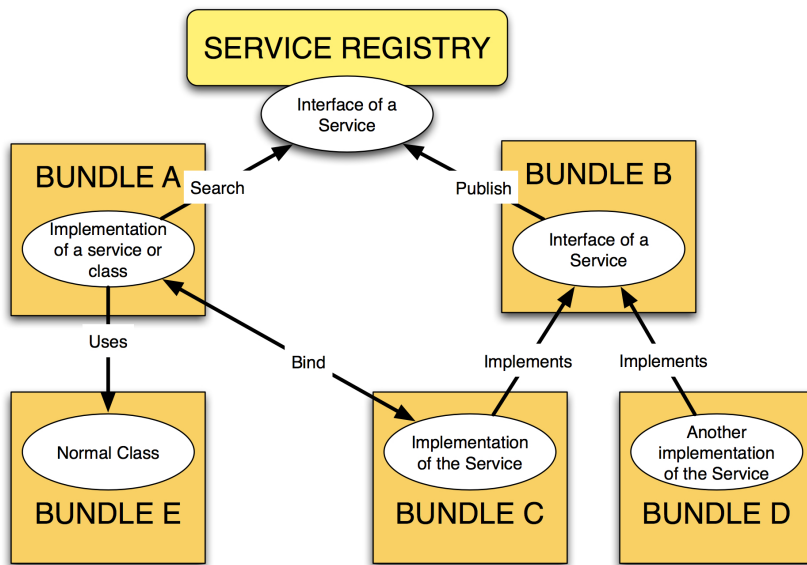 SERVICE REGISTRY
Interface of a
Service
BUNDLE A
Search
Implementation
of a service or
class
Publish
BUNDLE B
Interface of a
Service
Uses
Bind
Implements
Implements
Normal Class
BUNDLE E
Implementation
of the Service
BUNDLE C
Another
implementation
of the Service
BUNDLE D